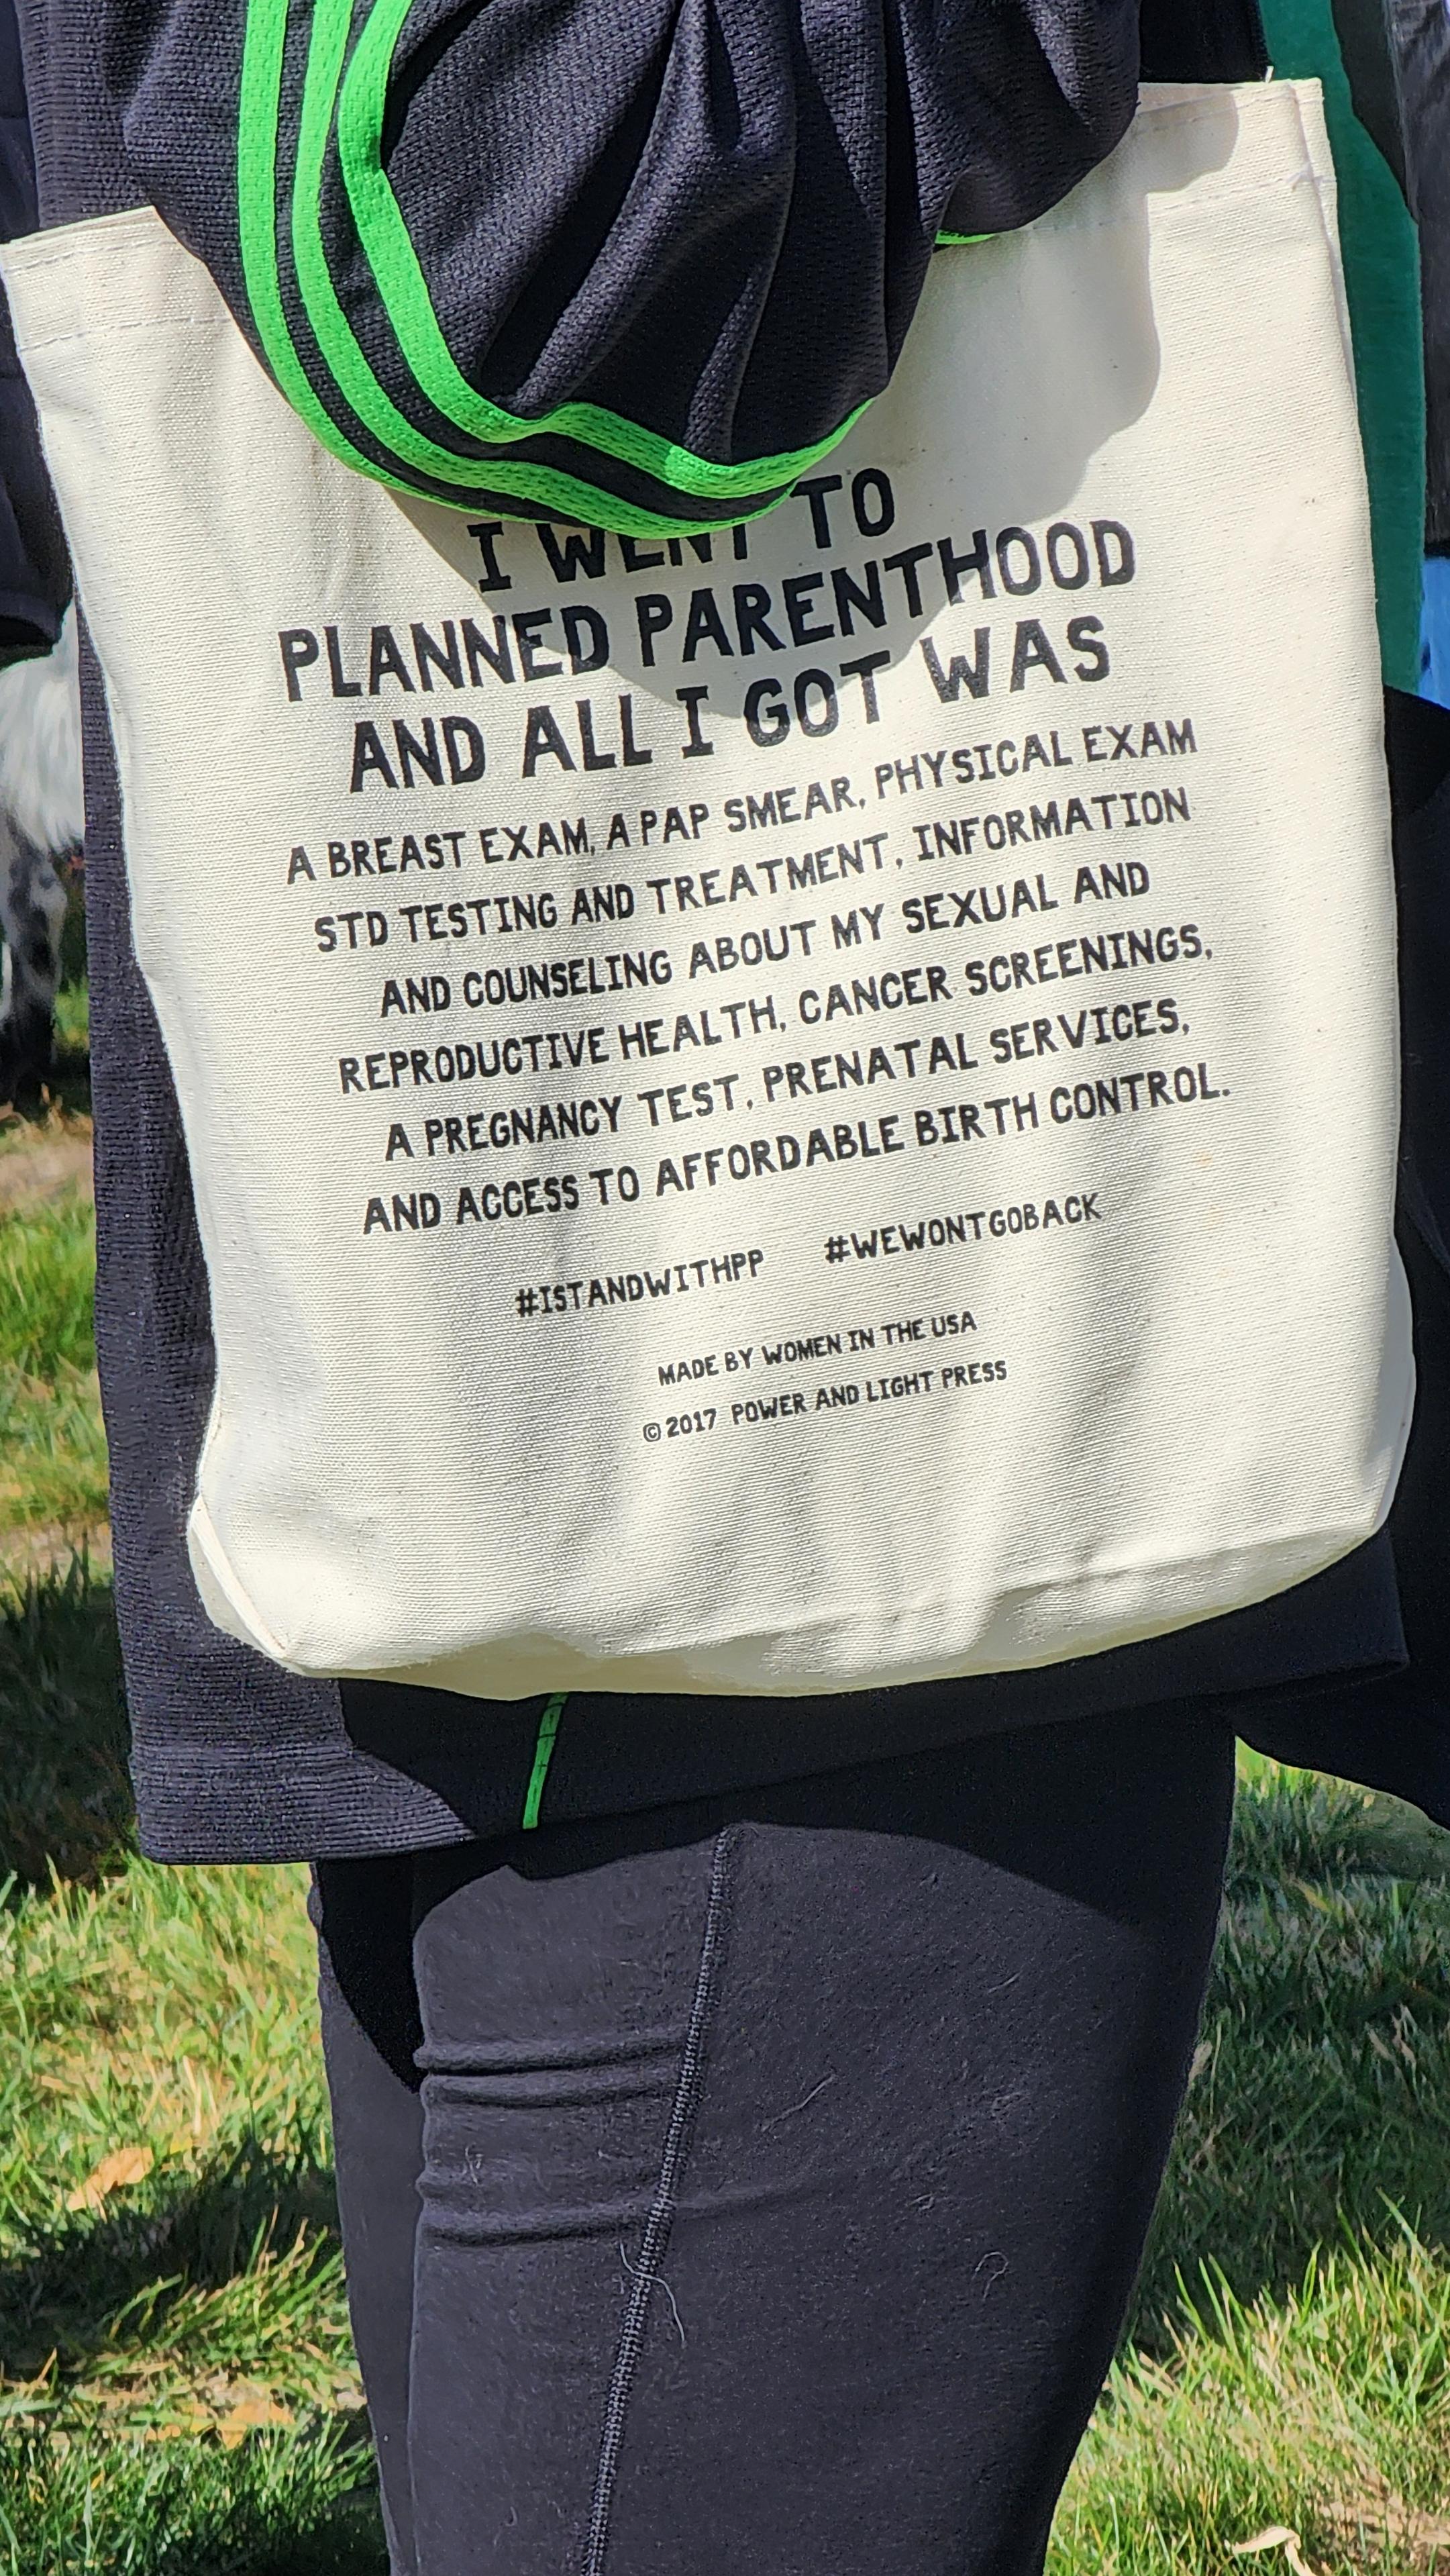 I WENT TO
PLANNED PARENTHOOD
AND ALL I GOT WAS
A BREAST EXAM, A PAP SMEAR, PHYSICAL EXAM
STD TESTING AND TREATMENT, INFORMATION
AND COUNSELING ABOUT MY SEXUAL AND
REPRODUCTIVE HEALTH, CANCER SCREENINGS,
A PREGNANCY TEST, PRENATAL SERVICES,
AND ACCESS TO AFFORDABLE BIRTH CONTROL.
#ISTANDWITHPP #WEWONTGOBACK
MADE BY WOMEN IN THE USA
© 2017 POWER AND LIGHT PRESS